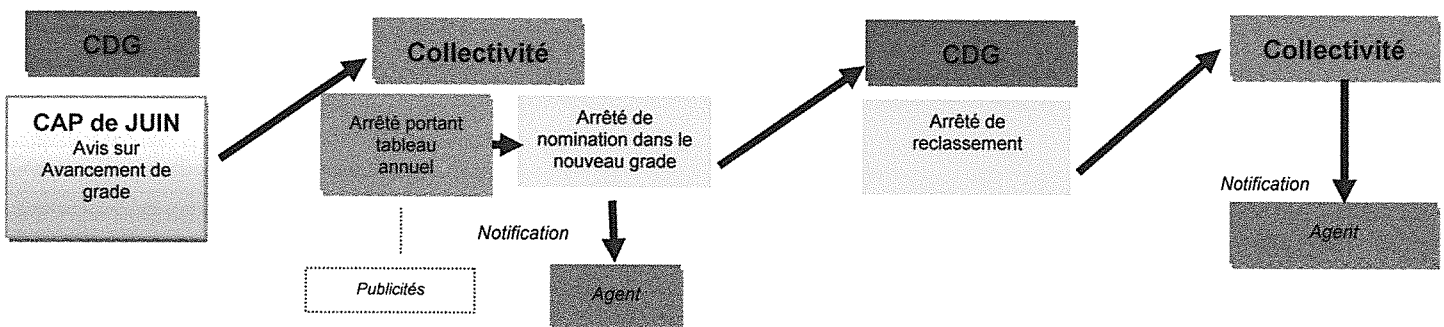 CDG
CAP de JUIN
Avis sur
Avancement de
grade
Collectivité
Arrêté portant
tableau
annuel
Arrêté de
nomination dans le
nouveau grade
Publicités
Notification
Agent
CDG
Arrêté de
reclassement
Collectivité
Notification
Agent